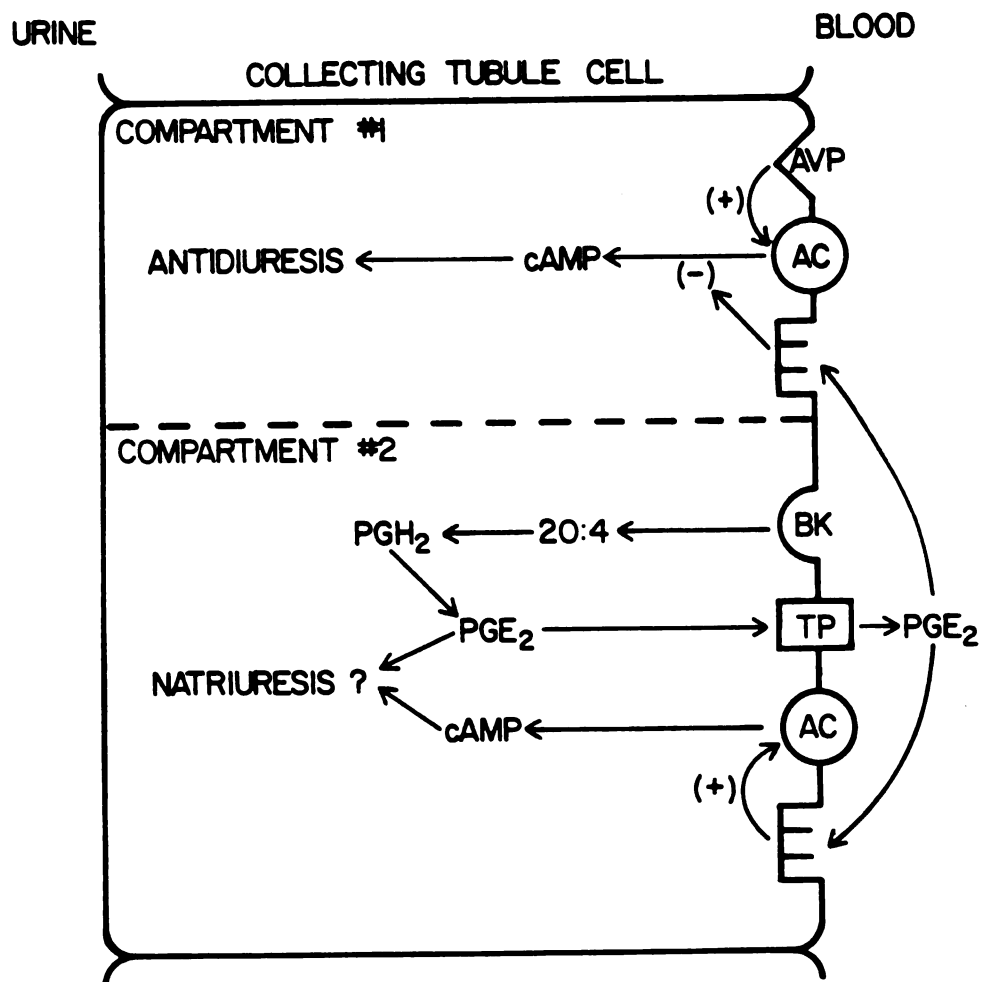 URINE
BLOOD
COLLECTING TUBULE CELL
COMPARTMENT #1
AVP
(+)
ANTIDIURESIS
cAMP
AC
(-)
COMPARTMENT #2
PGH2
20:4
BK
PGE2
TP
PGE2
NATRIURESIS ?
cAMP
AC
(+)